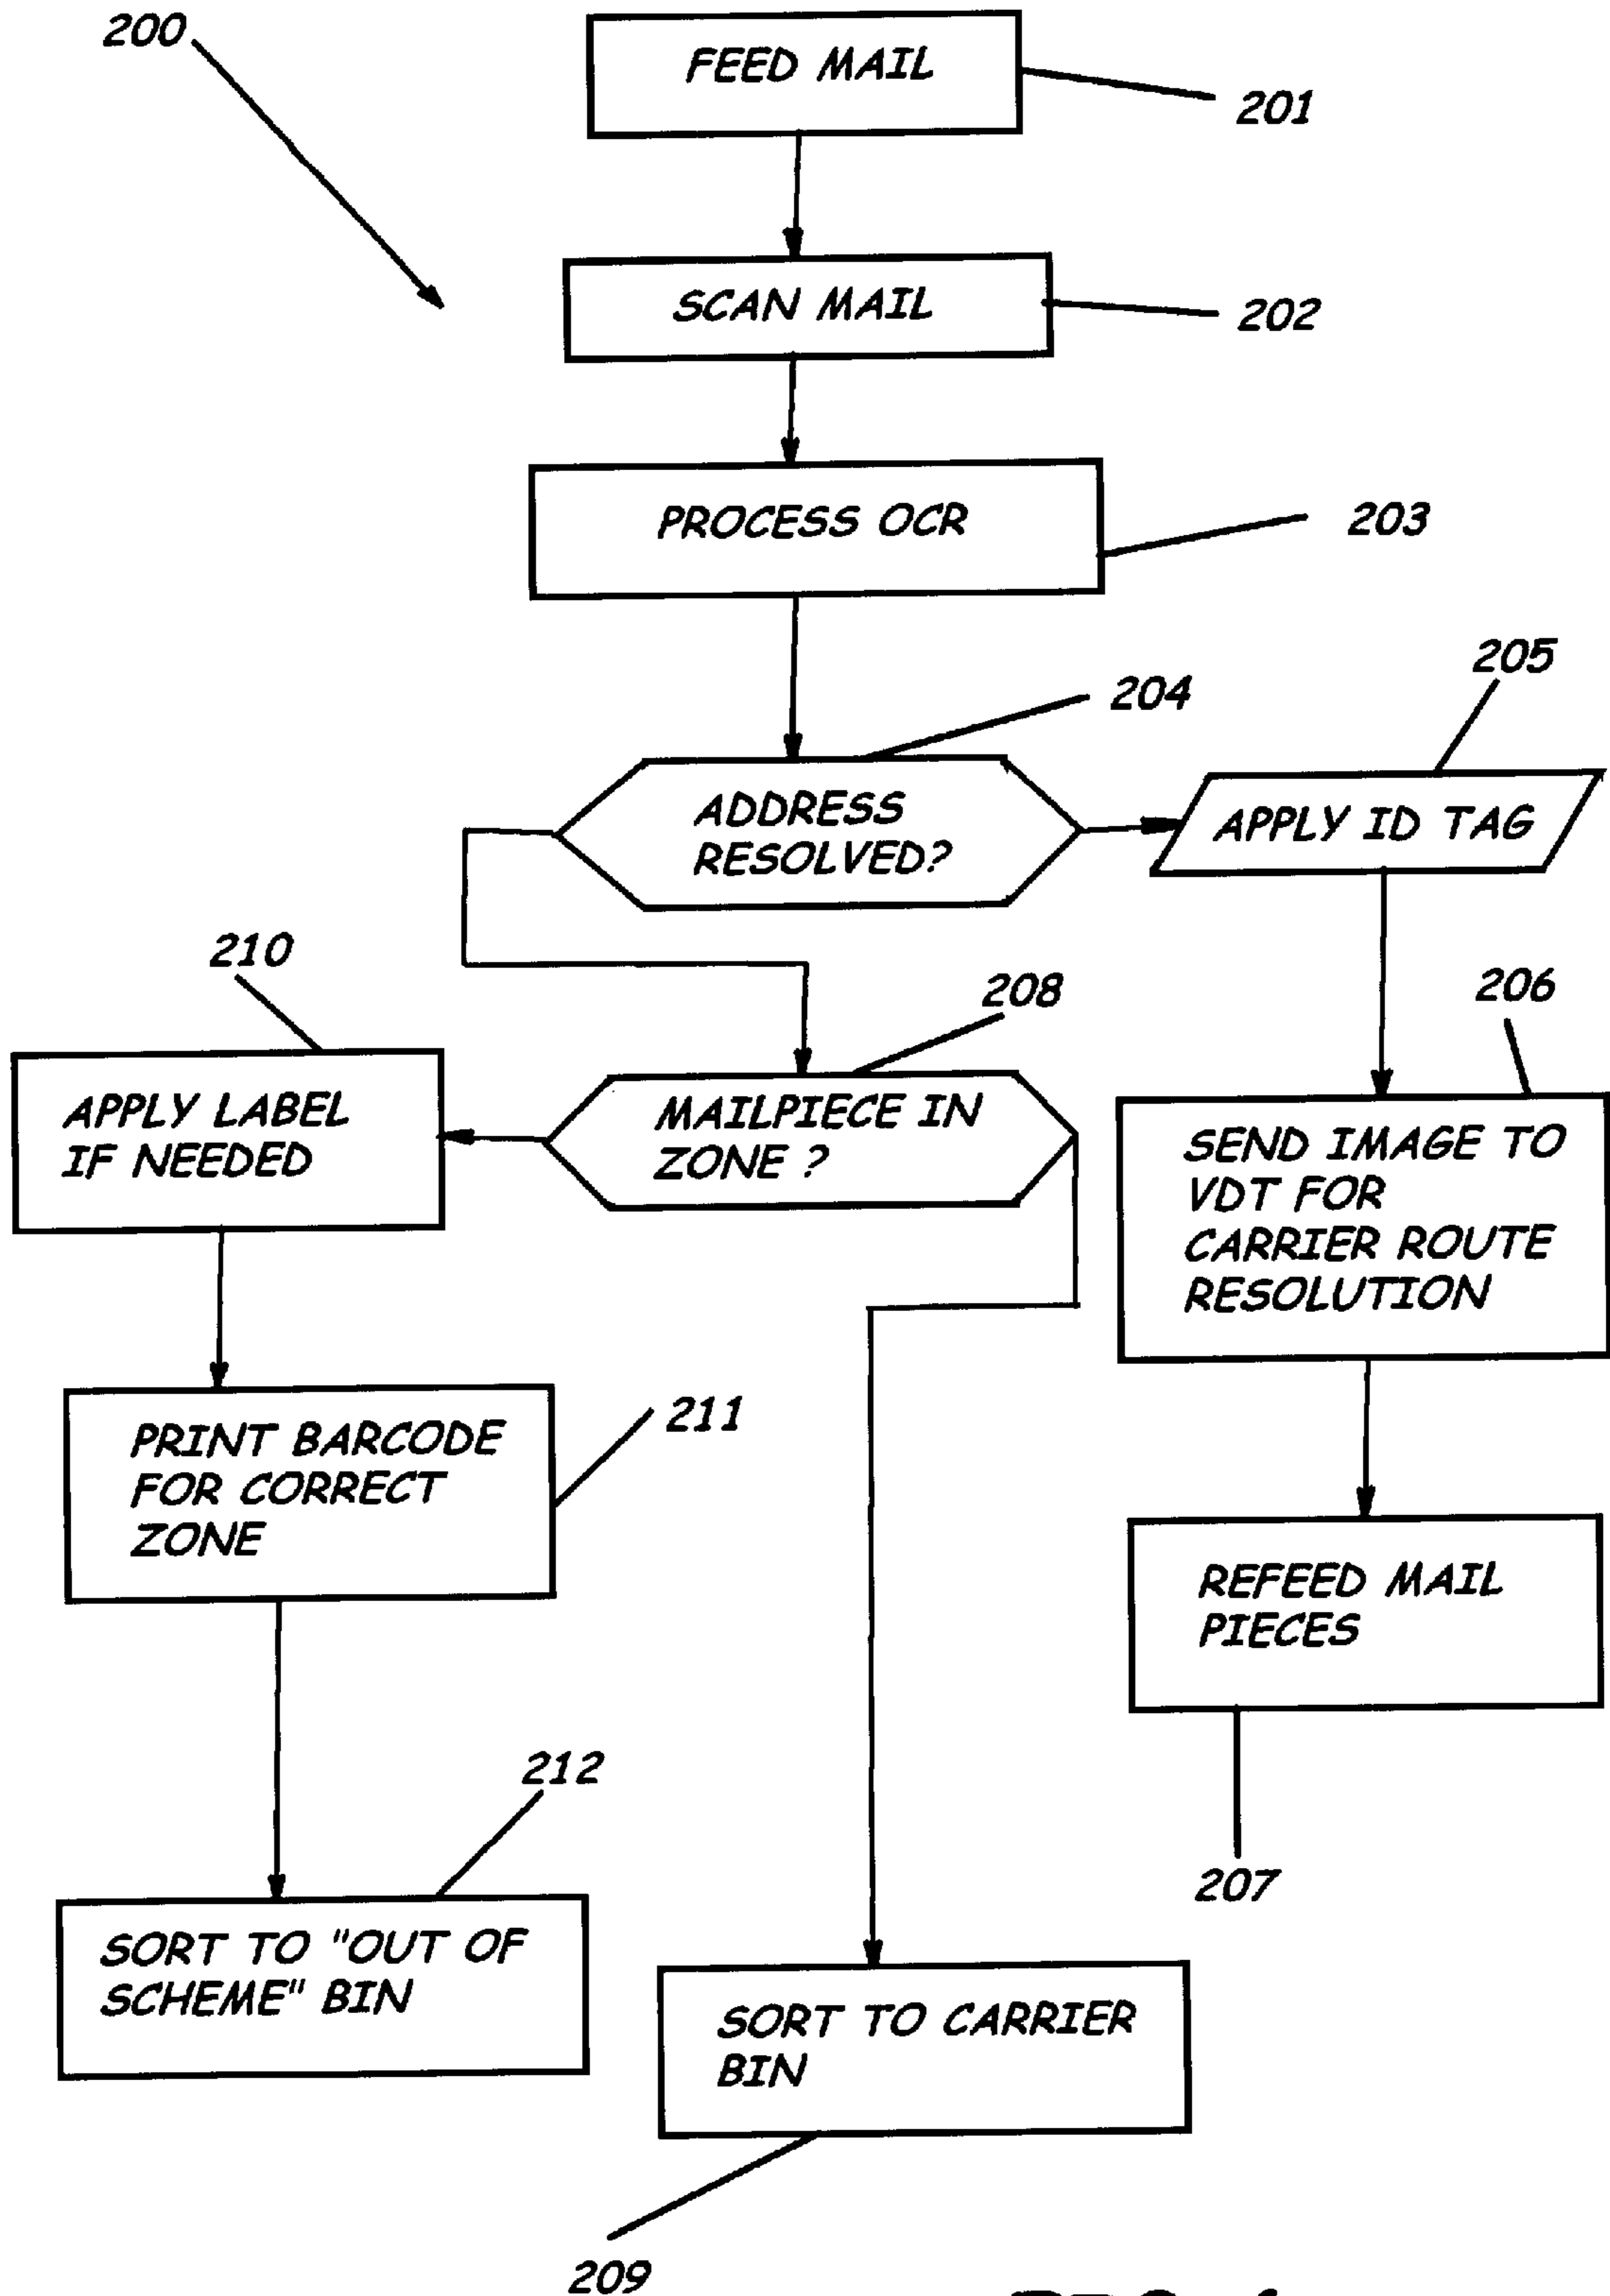 200
FEED MAIL
201
SCAN MAIL
202
PROCESS OCR
203
204
205
ADDRESS
RESOLVED?
APPLY ID TAG
210
208
206
APPLY LABEL
IF NEEDED
MAILPIECE IN
ZONE ?
SEND IMAGE TO
VDT FOR
CARRIER ROUTE
RESOLUTION
PRINT BARCODE
FOR CORRECT
ZONE
211
REFEED MAIL
PIECES
207
212
SORT TO "OUT OF
SCHEME" BIN
SORT TO CARRIER
BIN
209